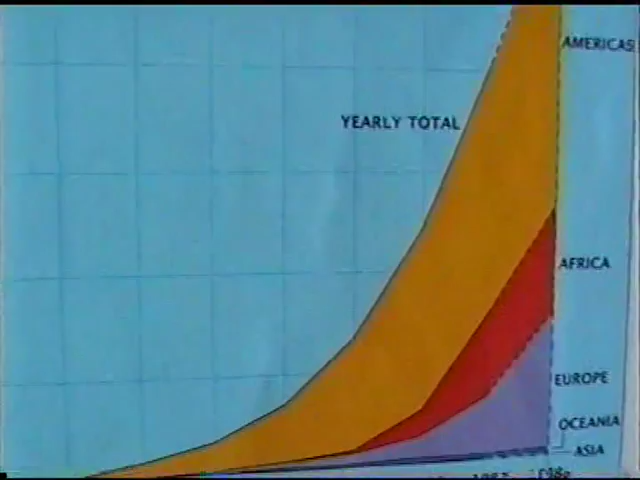 AMERICAS
YEARLY TOTAL
AFRICA
EUROPE
OCEANIA
ASIA